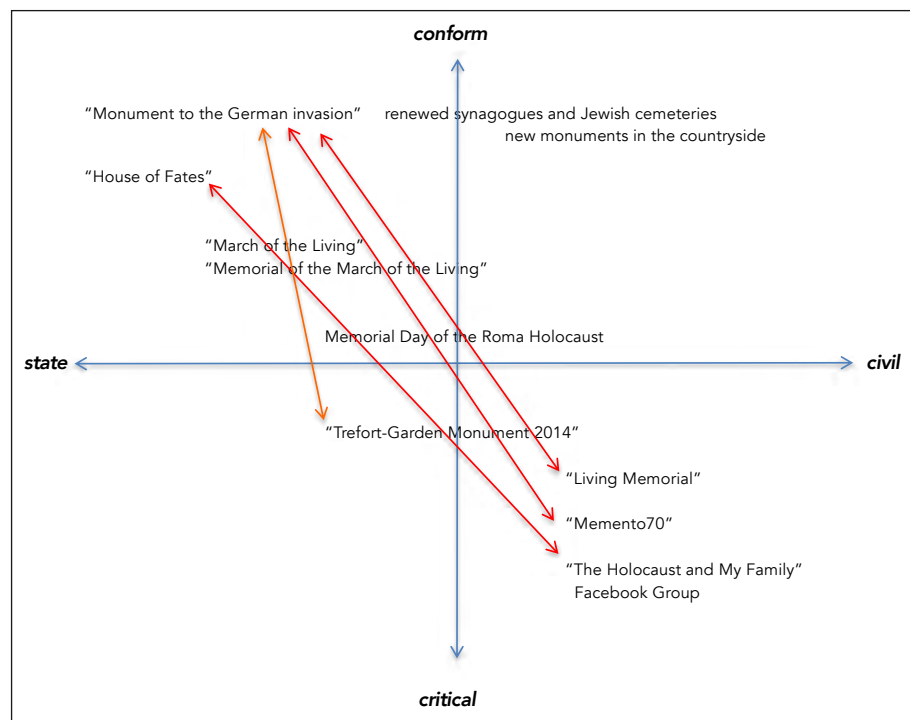 conform
“Monument to the German invasion” renewed synagogues and Jewish cemeteries
new monuments in the countryside
“House of Fates”
“March of the Living”
“Memorial of the March of the Living”
Memorial Day of the Roma Holocaust
state civil
“Trefort-Garden Monument 2014”
“Living Memorial”
“Memento70”
“The Holocaust and My Family”
Facebook Group
critical